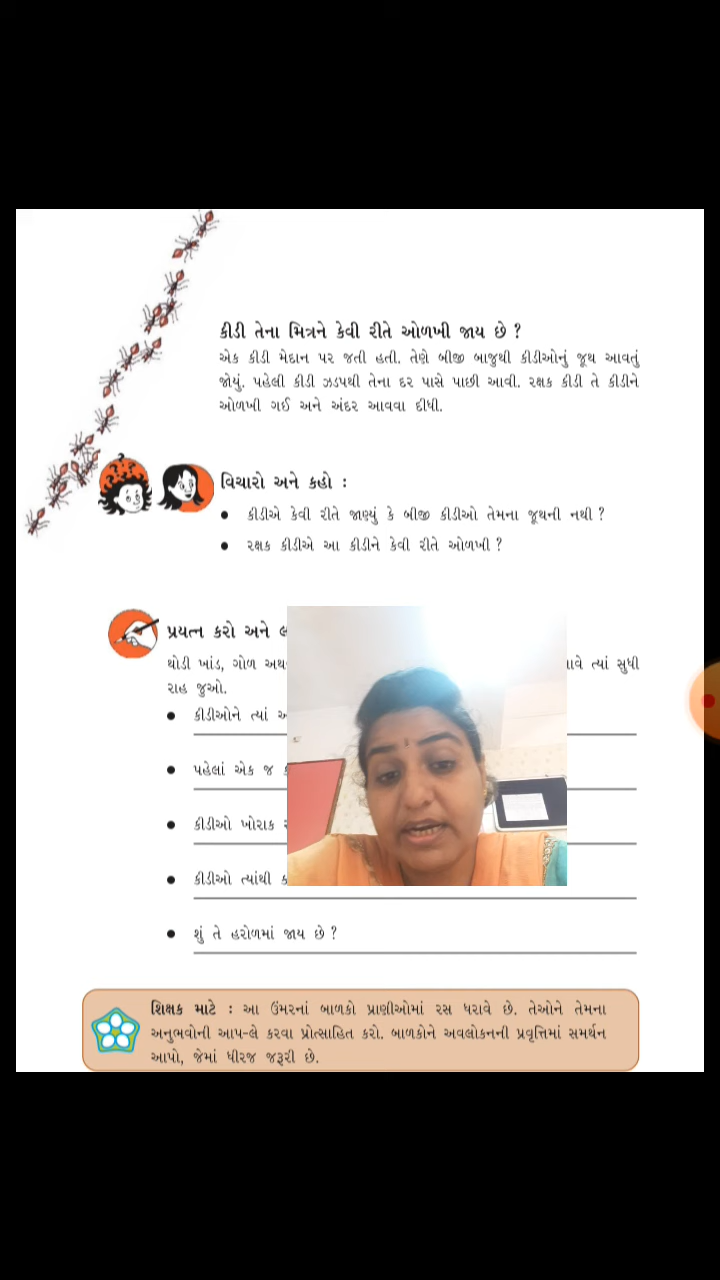 કીડી તેના મિત્રને કેવી રીતે ઓળખી જાય છે ?
એક કીડી મેદાન પર જતી હતી. તેણે બીજી બાજુથી કીડીઓનું જૂથ આવતું
જોયું. પહેલી કીડી ઝડપથી તેના દર પાસે પાછી આવી. રક્ષક કીડી તે કીડીને
ઓળખી ગઈ અને અંદર આવવા દીધી.
વિચારો અને કહો :
• કીડીએ કેવી રીતે જાણ્યું કે બીજી કીડીઓ તેમના જૂથની નથી ?
• રક્ષક કીડીએ આ કીડીને કેવી રીતે ઓળખી ?
પ્રયત્ન કરો અને
થોડી ખાંડ, ગોળ ત્યાં સુધી
રાહ જુઓ.
• કીડીઓને ત્યાં
• પહેલાં એક જ
• કીડીઓ ખોરાક
• કીડીઓ ત્યાંથી
• શું તે હરોળમાં જાય છે ?
શિક્ષક માટે : આ ઉંમરનાં બાળકો પ્રાણીઓમાં રસ ધરાવે છે. તેઓને તેમના
અનુભવોની આપ-લે કરવા પ્રોત્સાહિત કરો. બાળકોને અવલોકનની પ્રવૃત્તિમાં સમર્થન
આપો, જેમાં ધીરજ જરૂરી છે.